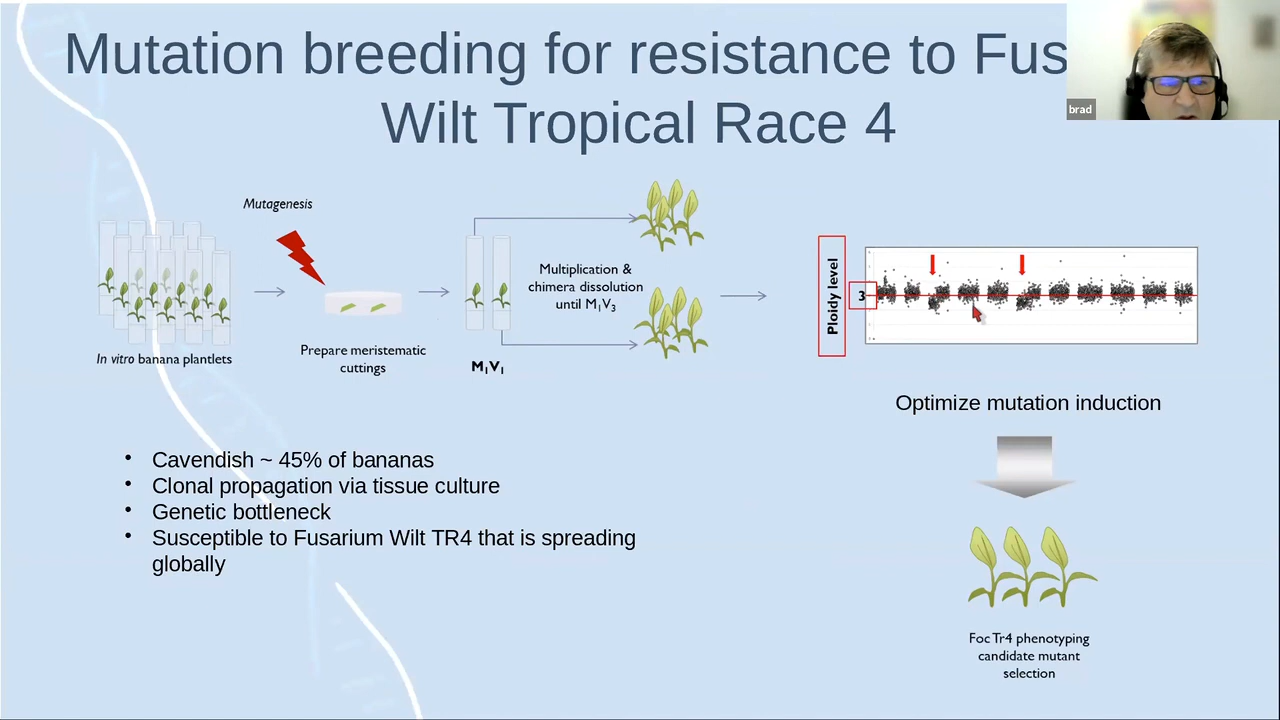 Mutation breeding for resistance to Fus
Wilt Tropical Race 4
brad
Mutagenesis
In vitro banana plantlets
Prepare meristematic
cuttings
M₁V₁
Multiplication &
chimera dissolution
until M₁V₃
Ploidy level
3
Optimize mutation induction
• Cavendish ~ 45% of bananas
• Clonal propagation via tissue culture
• Genetic bottleneck
• Susceptible to Fusarium Wilt TR4 that is spreading
globally
Foc Tr4 phenotyping
candidate mutant
selection